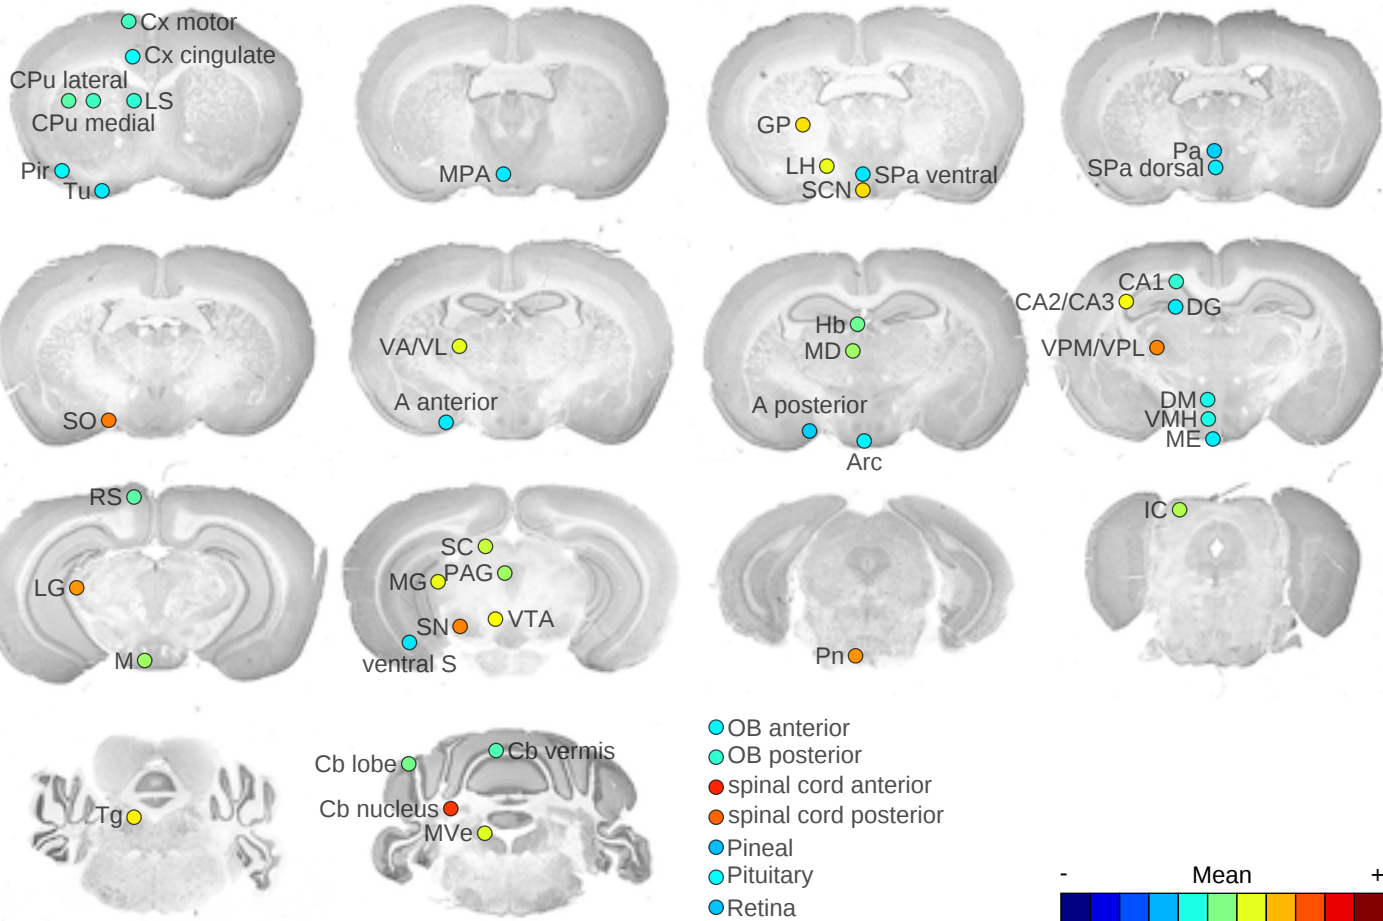 Cx motor
Cx cingulate
CPu lateral
LS
CPu medial
Pir
Tu
MPA
GP
LH
SPa ventral
SCN
Pa
SPa dorsal
SO
VA/VL
A anterior
Hb
MD
A posterior
Arc
CA1
CA2/CA3
DG
VPM/VPL
DM
VMH
ME
RS
LG
M
SC
MG
PAG
SN
VTA
ventral S
Pn
IC
Tg
Cb lobe
Cb vermis
Cb nucleus
MVe
OB anterior
OB posterior
spinal cord anterior
spinal cord posterior
Pineal
Pituitary
Retina
- Mean +